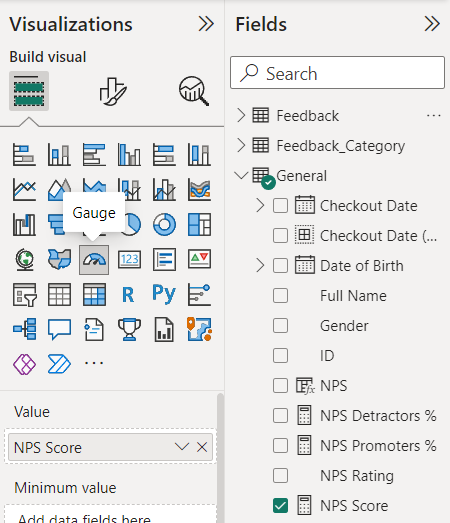 Visualizations
Build visual
Gauge
123
R
Py
Value
NPS Score
Minimum value
Add data fields here
Fields
Search
Feedback
Feedback_Category
General
Checkout Date
Checkout Date (...
Date of Birth
Full Name
Gender
ID
NPS
NPS Detractors %
NPS Promoters %
NPS Rating
NPS Score